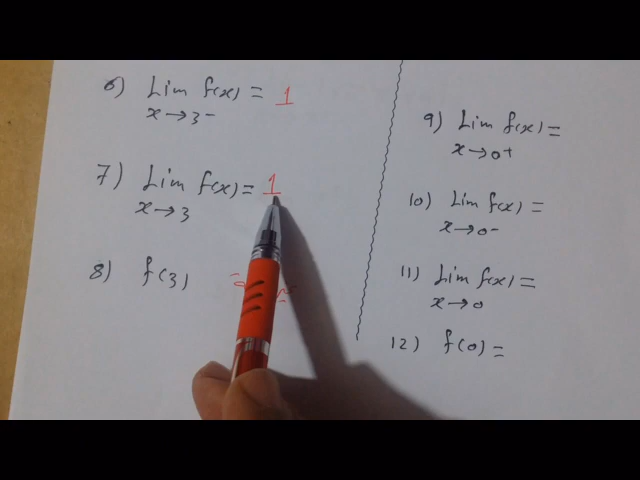 6) Lim f(x) = 1
x→3-
7) Lim f(x) = 1
x→3
8) f(3)
9) Lim f(x) =
x→0+
10) Lim f(x) =
x→0-
11) Lim f(x) =
x→0
12) f(0) =